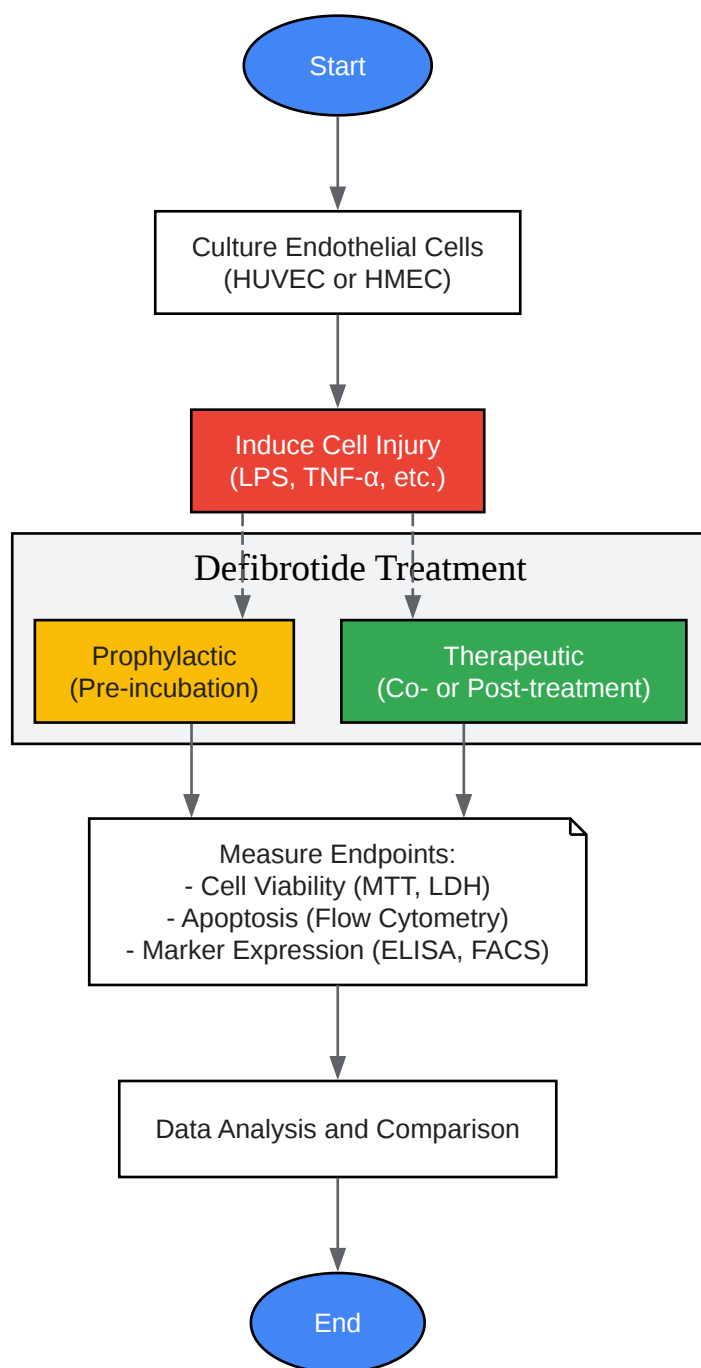 Start
Culture Endothelial Cells
(HUVEC or HMEC)
Induce Cell Injury
(LPS, TNF-α, etc.)
Defibrotide Treatment
Prophylactic
(Pre-incubation)
Therapeutic
(Co- or Post-treatment)
Measure Endpoints:
- Cell Viability (MTT, LDH)
- Apoptosis (Flow Cytometry)
- Marker Expression (ELISA, FACS)
Data Analysis and Comparison
End